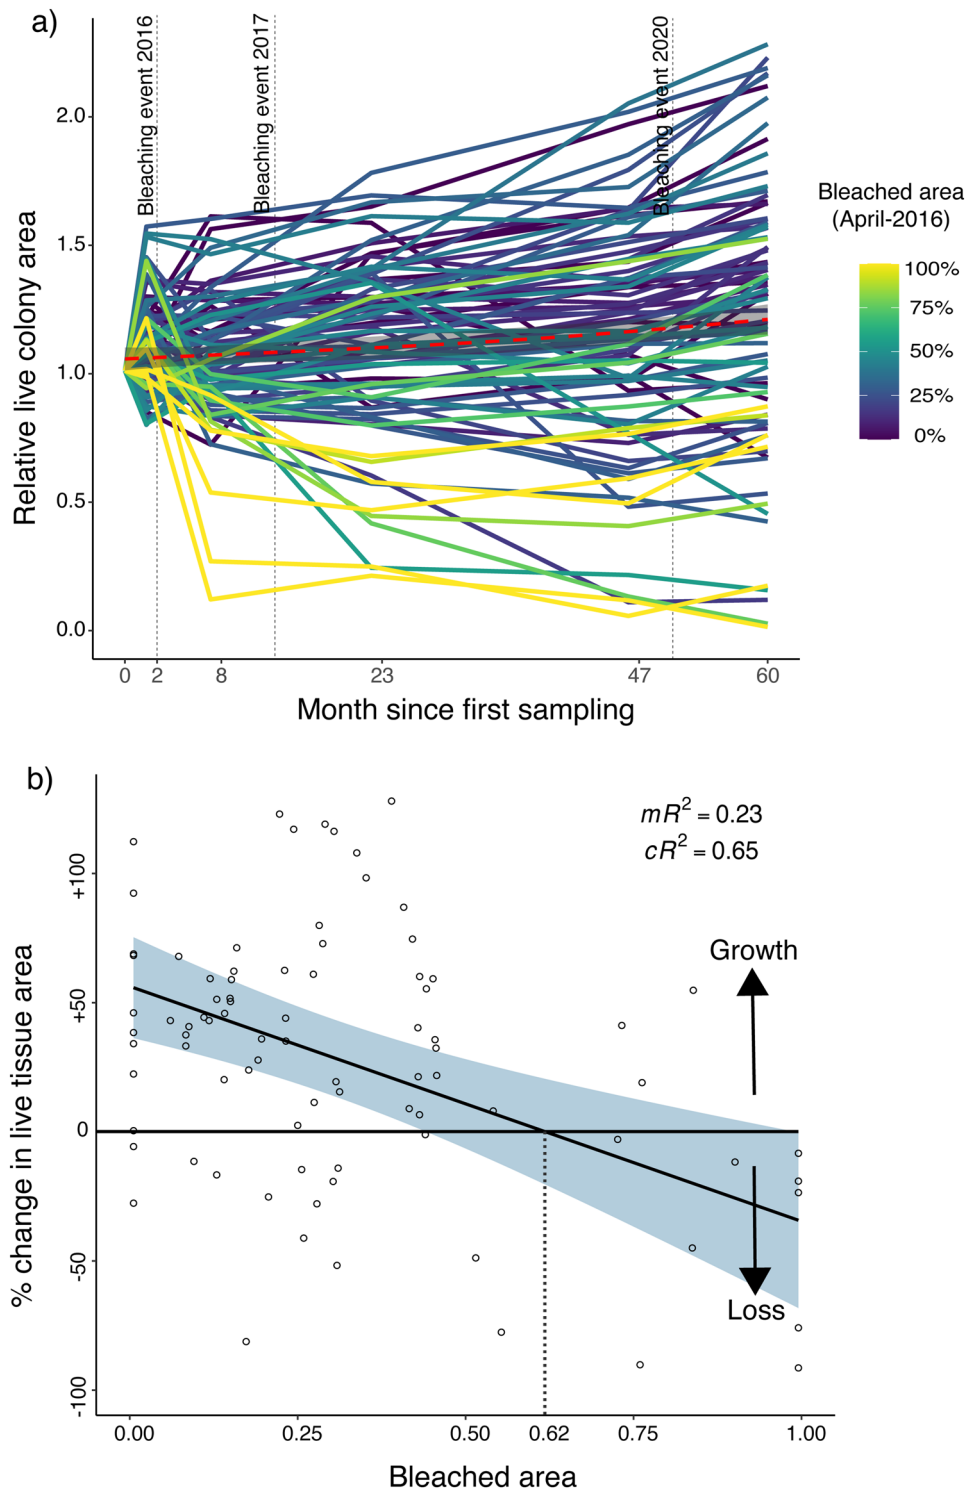 a)
Bleaching event 2016
Bleaching event 2017
Bleaching event 2020
Relative live colony area
2.0
1.5
1.0
0.5
0.0
0
2
8
23
47
60
Month since first sampling
Bleached area
(April-2016)
100%
75%
50%
25%
0%
b)
mR² = 0.23
cR² = 0.65
% change in live tissue area
+100
+50
0
-50
-100
Growth
Loss
0.00
0.25
0.50
0.62
0.75
1.00
Bleached area